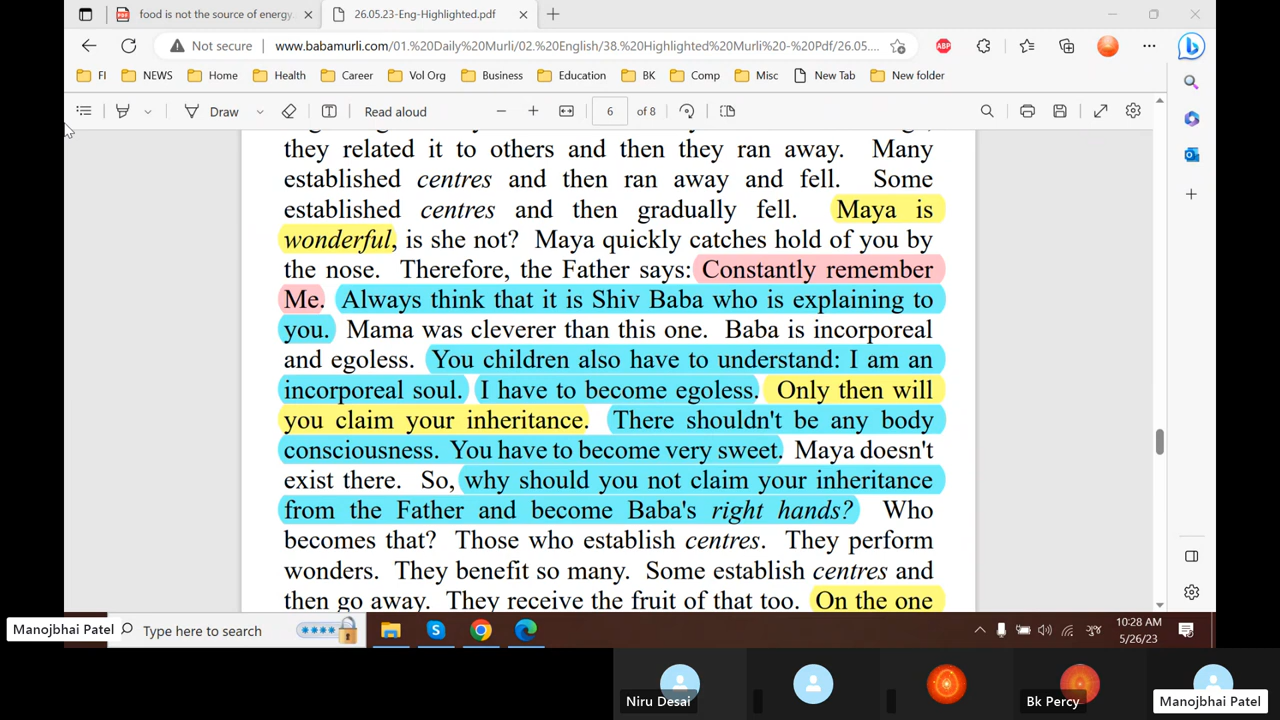 food is not the source of energy.
26.05.23-Eng-Highlighted.pdf
Not secure
www.babamurli.com/01.%20Daily%20Murli/02.%20English/38.%20Highlighted%20Murli%20-%20Pdf/26.05....
ABP
FI NEWS Home Health Career Vol Org Business Education BK Comp Misc New Tab New folder
Draw Read aloud 6 of 8
they related it to others and then they ran away. Many
established centres and then ran away and fell. Some
established centres and then gradually fell. Maya is
wonderful, is she not? Maya quickly catches hold of you by
the nose. Therefore, the Father says: Constantly remember
Me. Always think that it is Shiv Baba who is explaining to
you. Mama was cleverer than this one. Baba is incorporeal
and egoless. You children also have to understand: I am an
incorporeal soul. I have to become egoless. Only then will
you claim your inheritance. There shouldn't be any body
consciousness. You have to become very sweet. Maya doesn't
exist there. So, why should you not claim your inheritance
from the Father and become Baba's right hands? Who
becomes that? Those who establish centres. They perform
wonders. They benefit so many. Some establish centres and
then go away. They receive the fruit of that too. On the one
Manojbhai Patel
Type here to search
10:28 AM
5/26/23
Niru Desai
Bk Percy
Manojbhai Patel